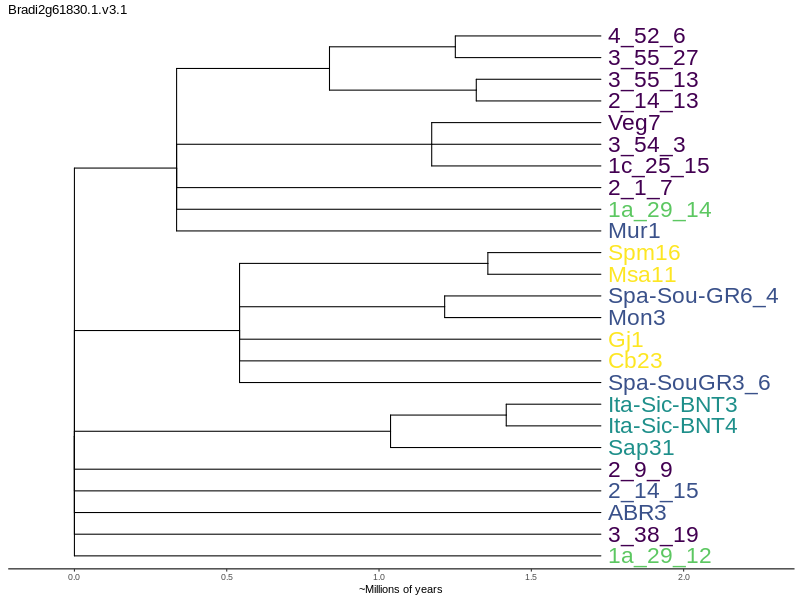 Bradi2g61830.1.v3.1
4_52_6
3_55_27
3_55_13
2_14_13
Veg7
3_54_3
1c_25_15
2_1_7
1a_29_14
Mur1
Spm16
Msa11
Spa-Sou-GR6_4
Mon3
Gj1
Cb23
Spa-SouGR3_6
Ita-Sic-BNT3
Ita-Sic-BNT4
Sap31
2_9_9
2_14_15
ABR3
3_38_19
1a_29_12
0.0 0.5 1.0 1.5 2.0
~Millions of years